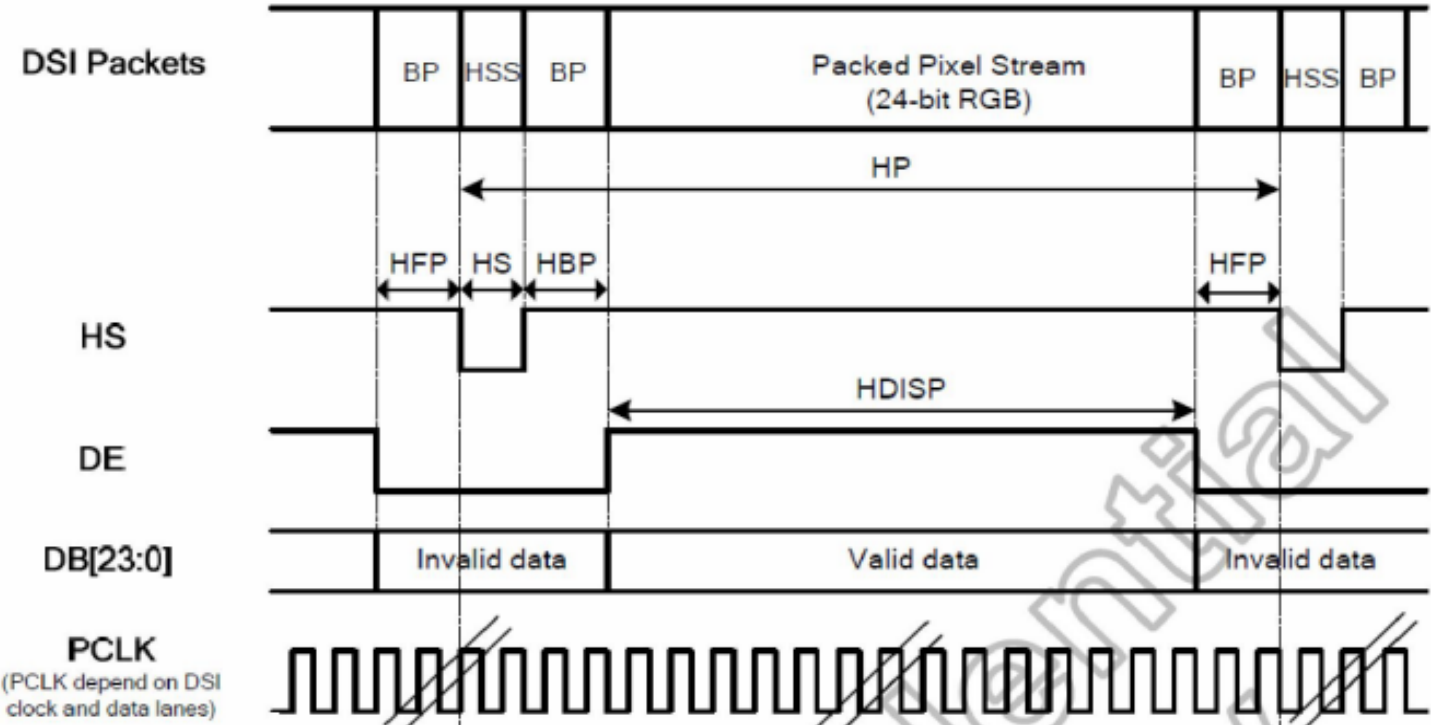 DSI Packets
BP HSS BP Packed Pixel Stream BP HSS BP
(24-bit RGB)
HP
HFP HS HBP HFP
HS
HDISP
DE
DB[23:0] Invalid data Valid data Invalid data
PCLK
(PCLK depend on DSI
clock and data lanes)